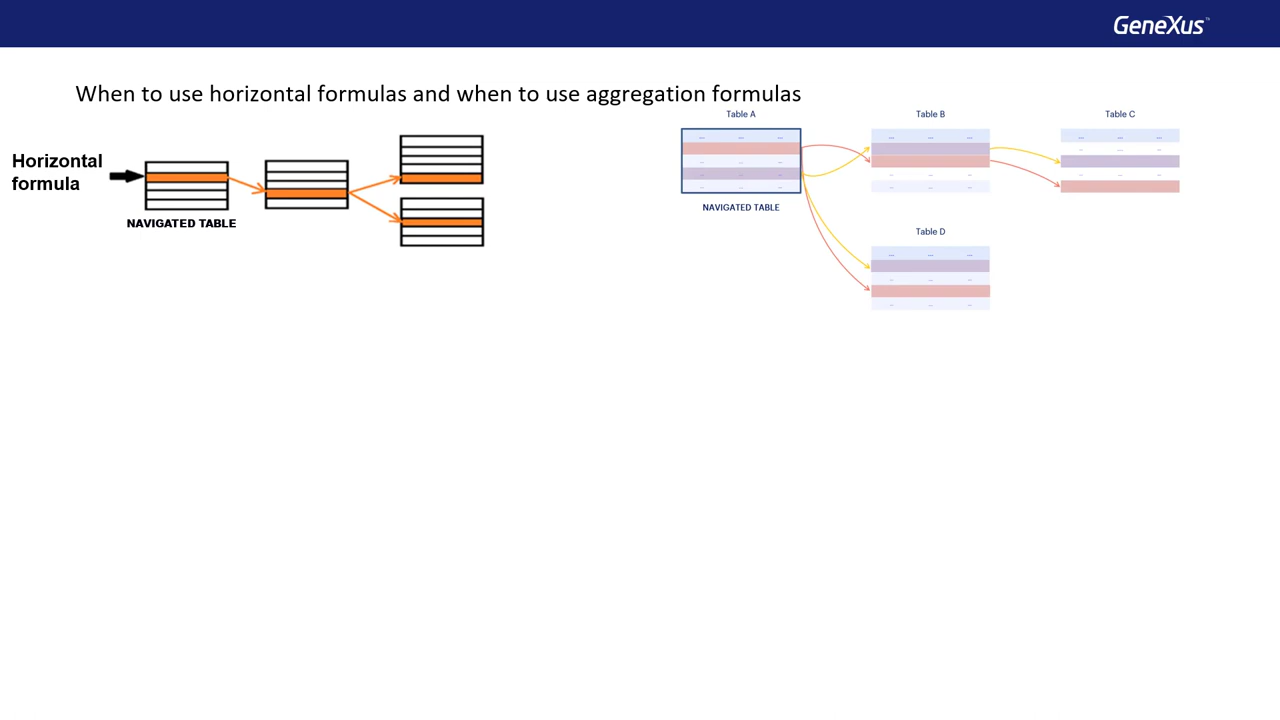 GeneXus™
When to use horizontal formulas and when to use aggregation formulas
Horizontal
formula
NAVIGATED TABLE
Table A
... ... ...
... ... ...
... ... ...
... ... ...
NAVIGATED TABLE
Table B
... ... ...
... ... ...
... ... ...
Table C
... ... ...
... ... ...
... ... ...
Table D
... ... ...
... ... ...
... ... ...